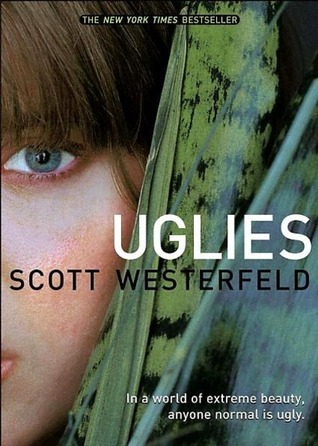 THE NEW YORK TIMES BESTSELLER
UGLIES
SCOTT WESTERFELD
In a world of extreme beauty,
anyone normal is ugly.